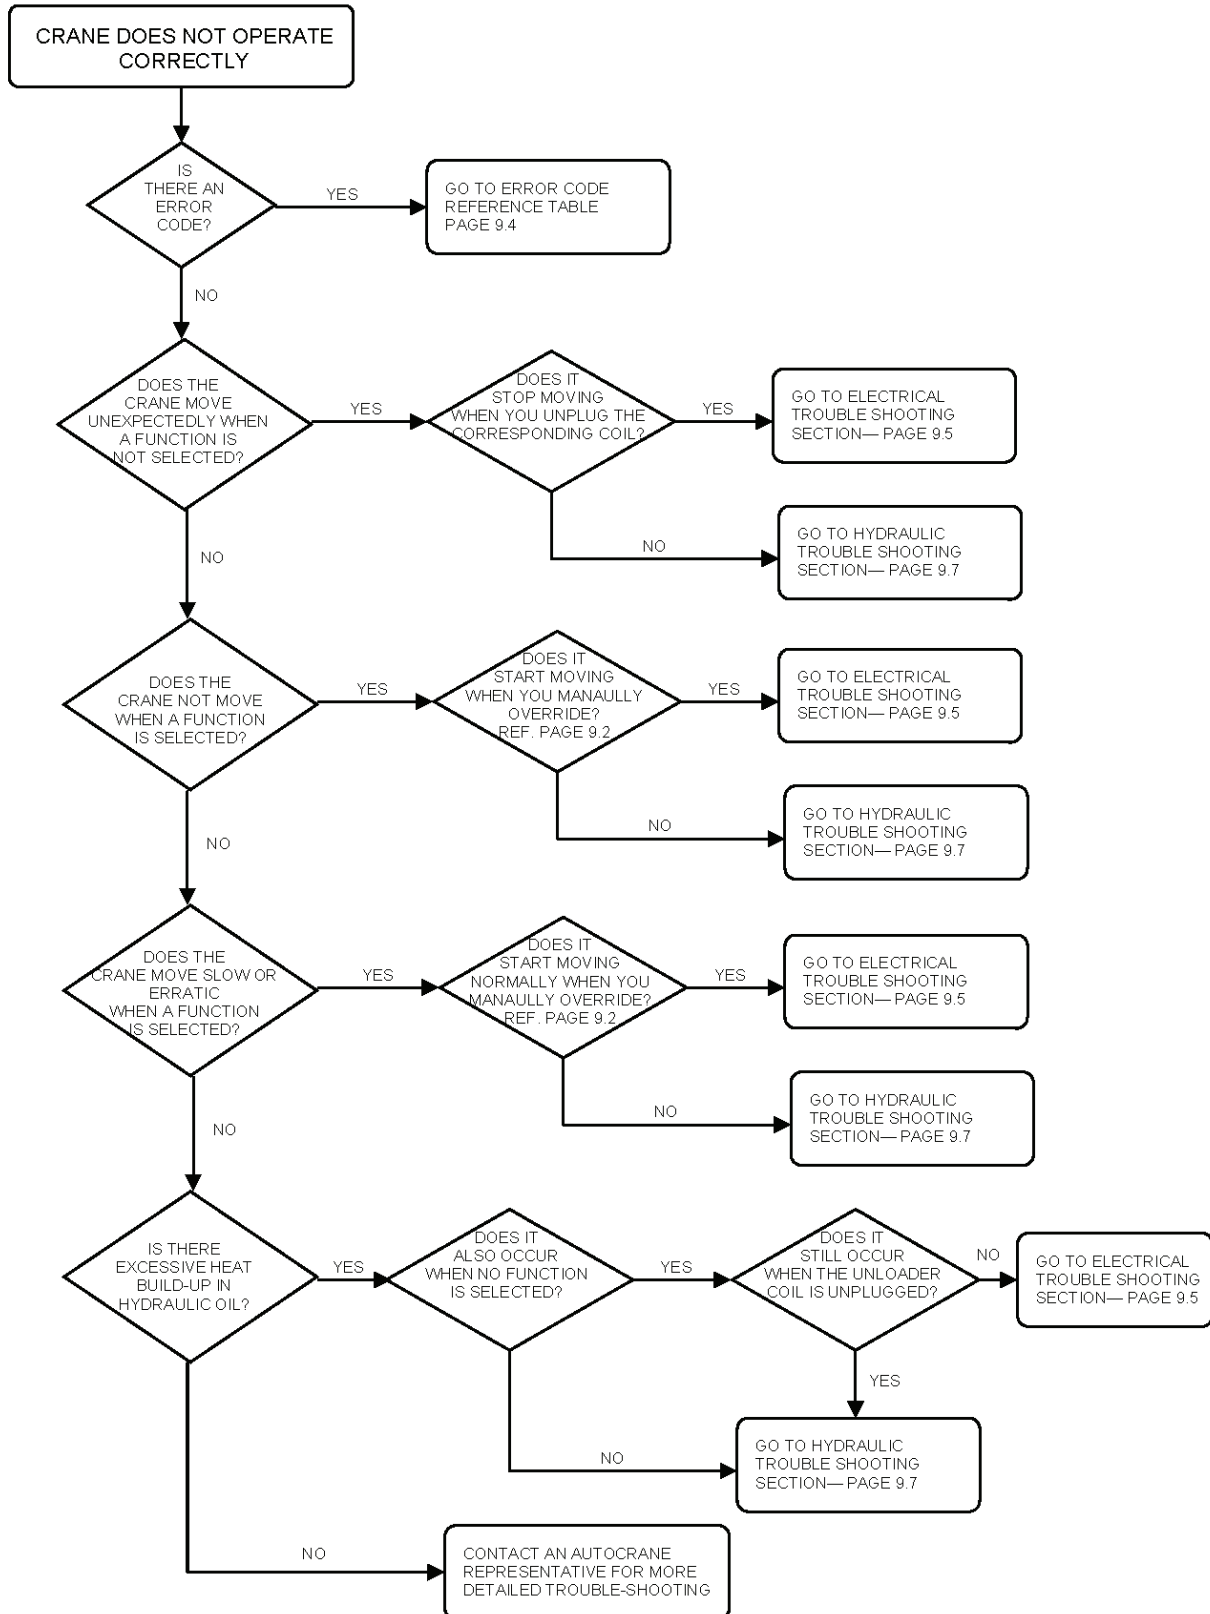 CRANE DOES NOT OPERATE
CORRECTLY
IS
THERE AN
ERROR
CODE?
YES
GO TO ERROR CODE
REFERENCE TABLE
PAGE 9.4
NO
DOES THE
CRANE MOVE
UNEXPECTEDLY WHEN
A FUNCTION IS
NOT SELECTED?
YES
DOES IT
STOP MOVING
WHEN YOU UNPLUG THE
CORRESPONDING COIL?
YES
GO TO ELECTRICAL
TROUBLE SHOOTING
SECTION— PAGE 9.5
NO
GO TO HYDRAULIC
TROUBLE SHOOTING
SECTION— PAGE 9.7
NO
DOES THE
CRANE NOT MOVE
WHEN A FUNCTION
IS SELECTED?
YES
DOES IT
START MOVING
WHEN YOU MANAULLY
OVERRIDE?
REF. PAGE 9.2
YES
GO TO ELECTRICAL
TROUBLE SHOOTING
SECTION— PAGE 9.5
NO
GO TO HYDRAULIC
TROUBLE SHOOTING
SECTION— PAGE 9.7
NO
DOES THE
CRANE MOVE SLOW OR
ERRATIC
WHEN A FUNCTION
IS SELECTED?
YES
DOES IT
START MOVING
NORMALLY WHEN YOU
MANAULLY OVERRIDE?
REF. PAGE 9.2
YES
GO TO ELECTRICAL
TROUBLE SHOOTING
SECTION— PAGE 9.5
NO
GO TO HYDRAULIC
TROUBLE SHOOTING
SECTION— PAGE 9.7
NO
IS THERE
EXCESSIVE HEAT
BUILD-UP IN
HYDRAULIC OIL?
YES
DOES IT
ALSO OCCUR
WHEN NO FUNCTION
IS SELECTED?
YES
DOES IT
STILL OCCUR
WHEN THE UNLOADER
COIL IS UNPLUGGED?
NO
GO TO ELECTRICAL
TROUBLE SHOOTING
SECTION— PAGE 9.5
YES
NO
GO TO HYDRAULIC
TROUBLE SHOOTING
SECTION— PAGE 9.7
NO
CONTACT AN AUTOCRANE
REPRESENTATIVE FOR MORE
DETAILED TROUBLE-SHOOTING